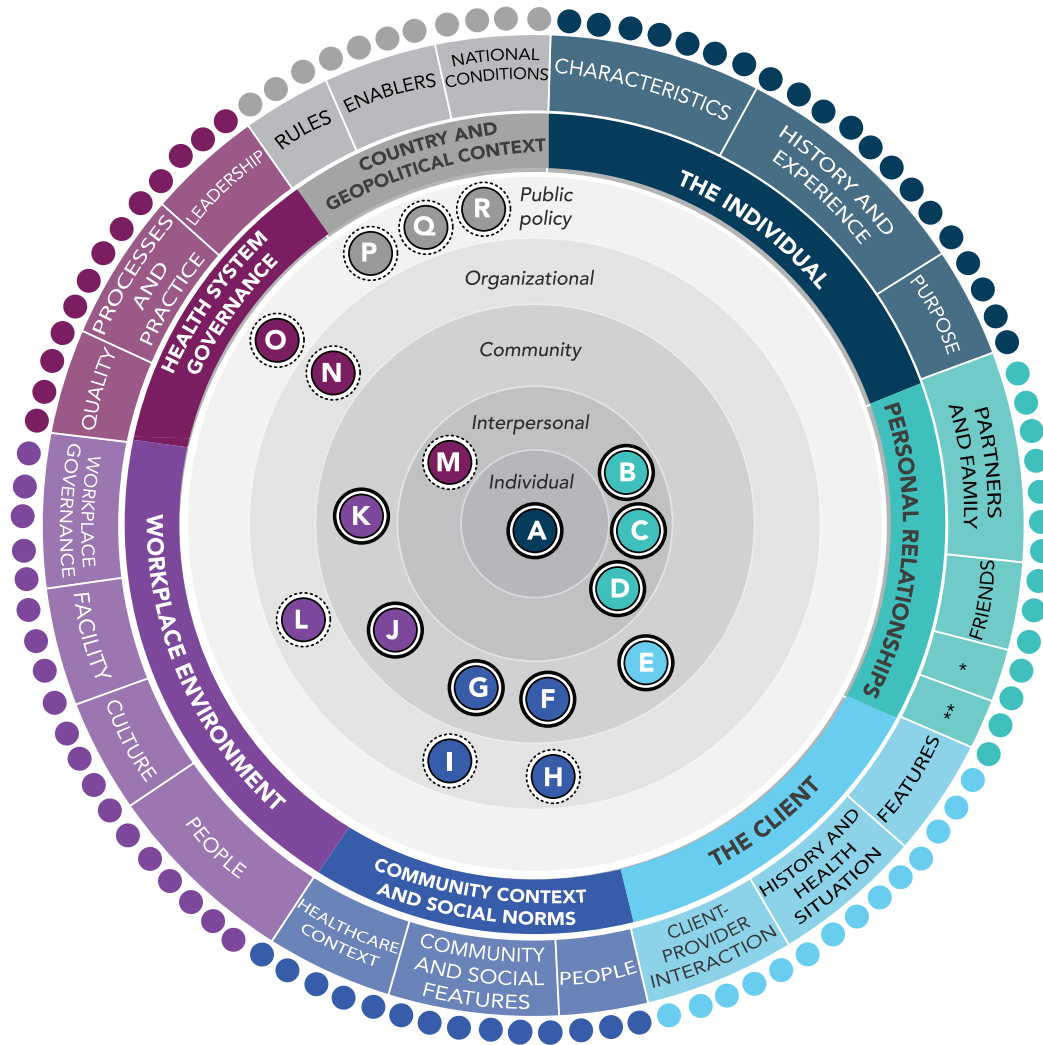 NATIONAL
CONDITIONS
ENABLERS
RULES
COUNTRY AND
GEOPOLITICAL CONTEXT
CHARACTERISTICS
HISTORY AND
EXPERIENCE
PURPOSE
THE INDIVIDUAL
PARTNERS
AND FAMILY
FRIENDS
*
**
PERSONAL RELATIONSHIPS
FEATURES
HISTORY AND
HEALTH
SITUATION
CLIENT-
PROVIDER
INTERACTION
THE CLIENT
PEOPLE
COMMUNITY
AND SOCIAL
FEATURES
HEALTHCARE
CONTEXT
COMMUNITY CONTEXT
AND SOCIAL NORMS
PEOPLE
CULTURE
FACILITY
WORKPLACE
GOVERNANCE
WORKPLACE ENVIRONMENT
QUALITY
PROCESSES
AND
PRACTICE
LEADERSHIP
HEALTH SYSTEM
GOVERNANCE
Public
policy
Organizational
Community
Interpersonal
Individual
R
Q
P
O
N
M
B
K
A
C
D
L
J
E
G
F
I
H